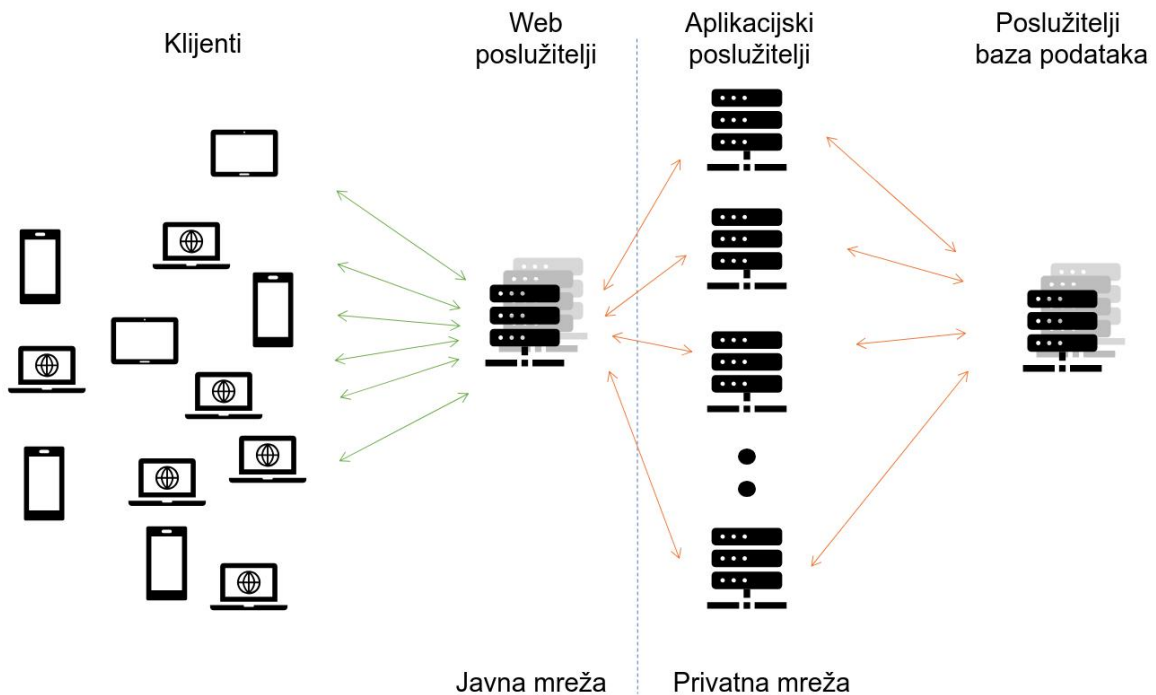 Klijenti
Web
poslužitelji
Aplikacijski
poslužitelji
Poslužitelji
baza podataka
Javna mreža
Privatna mreža